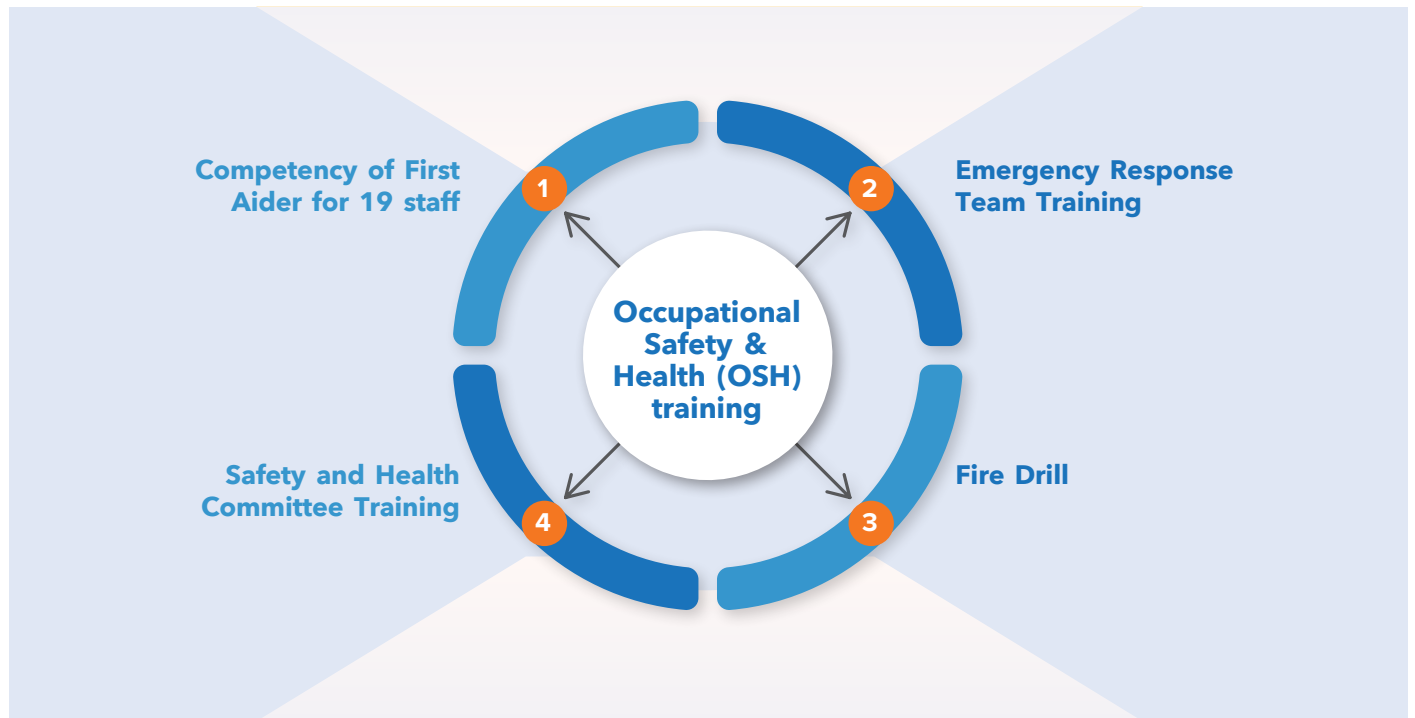 Competency of First
Aider for 19 staff
1
2
Emergency Response
Team Training
Occupational
Safety &
Health (OSH)
training
Safety and Health
Committee Training
4
3
Fire Drill